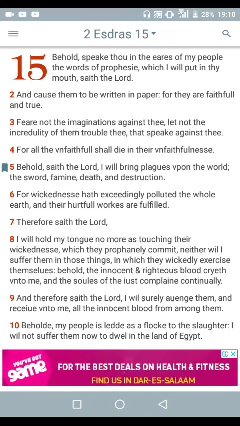 28% 19:10
2 Esdras 15
15 Behold, speake thou in the eares of my people
the words of prophesie, which I will put in thy
mouth, saith the Lord.
2 And cause them to be written in paper: for they are faithfull
and true.
3 Feare not the imaginations against thee, let not the
incredulity of them trouble thee, that speake against thee.
4 For all the vnfaithfull shall die in their vnfaithfulnesse.
5 Behold, saith the Lord, I will bring plagues vpon the world;
the sword, famine, death, and destruction.
6 For wickednesse hath exceedingly polluted the whole
earth, and their hurtfull workes are fulfilled.
7 Therefore saith the Lord,
8 I will hold my tongue no more as touching their
wickednesse, which they prophanely commit, neither wil I
suffer them in those things, in which they wickedly exercise
themselues: behold, the innocent & righteous blood cryeth
vnto me, and the soules of the iust complaine continually.
9 And therefore saith the Lord, I will surely auenge them, and
receiue vnto me, all the innocent blood from among them.
10 Beholde, my people is ledde as a flocke to the slaughter: I
wil not suffer them now to dwel in the land of Egypt.
YOU'VE GOT
game
FOR THE BEST DEALS ON HEALTH & FITNESS
FIND US IN DAR-ES-SALAAM